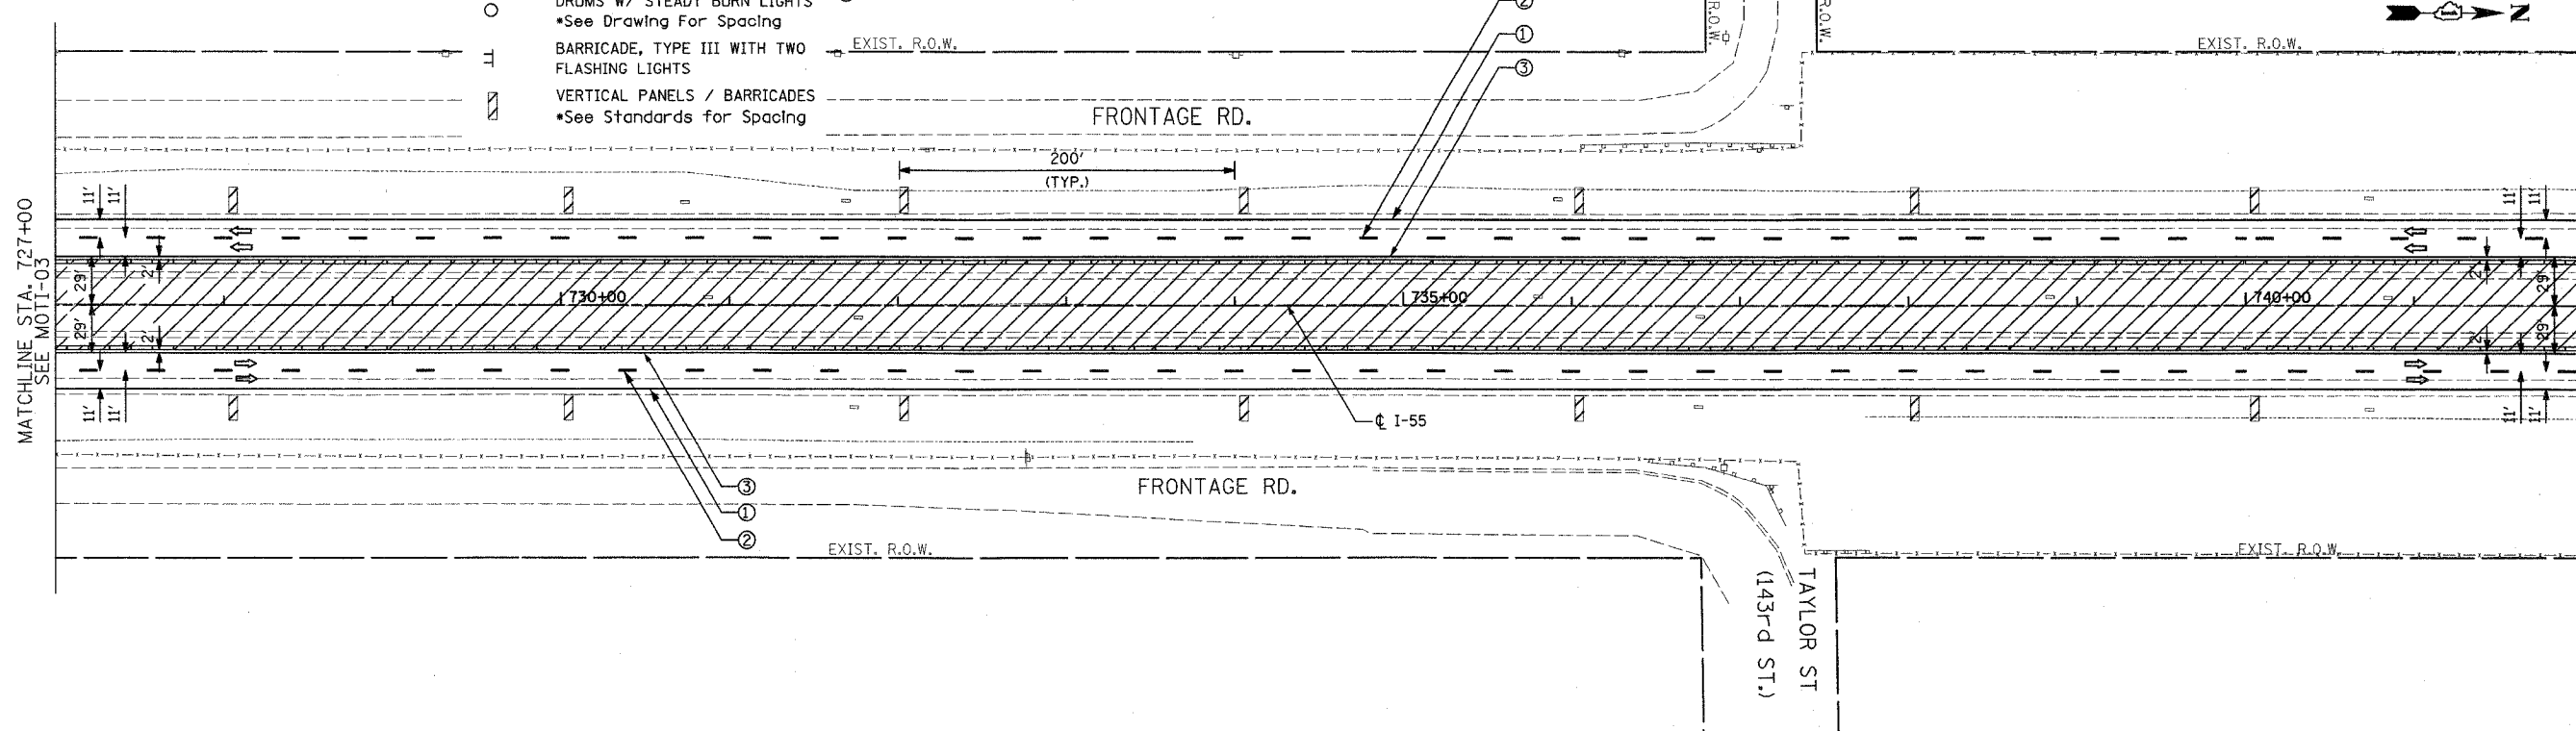 DRUMS W/ STEADY BURN LIGHTS
*See Drawing For Spacing
BARRICADE, TYPE III WITH TWO
FLASHING LIGHTS
VERTICAL PANELS / BARRICADES
*See Standards for Spacing
EXIST. R.O.W.
R.O.W.
R.O.W.
EXIST. R.O.W.
N
2
1
3
FRONTAGE RD.
200'
(TYP.)
MATCHLINE STA. 727+00
SEE MOTI-03
11'
11'
11'
11'
2'
2'
29'
29'
730+00
735+00
740+00
2'
2'
29'
29'
29'
29'
11'
11'
11'
11'
℄ I-55
3
1
2
FRONTAGE RD.
EXIST. R.O.W.
EXIST. R.O.W.
TAYLOR ST
(143rd ST.)